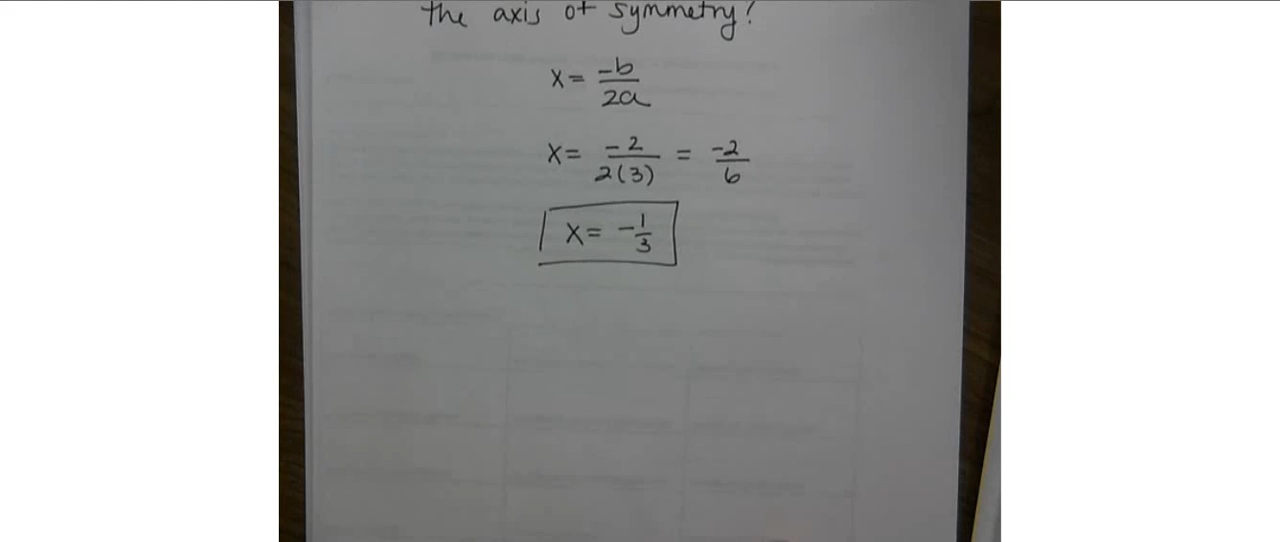 the axis of symmetry?
x = -b/2a
x = -2/2(3) = -2/6
x = -1/3